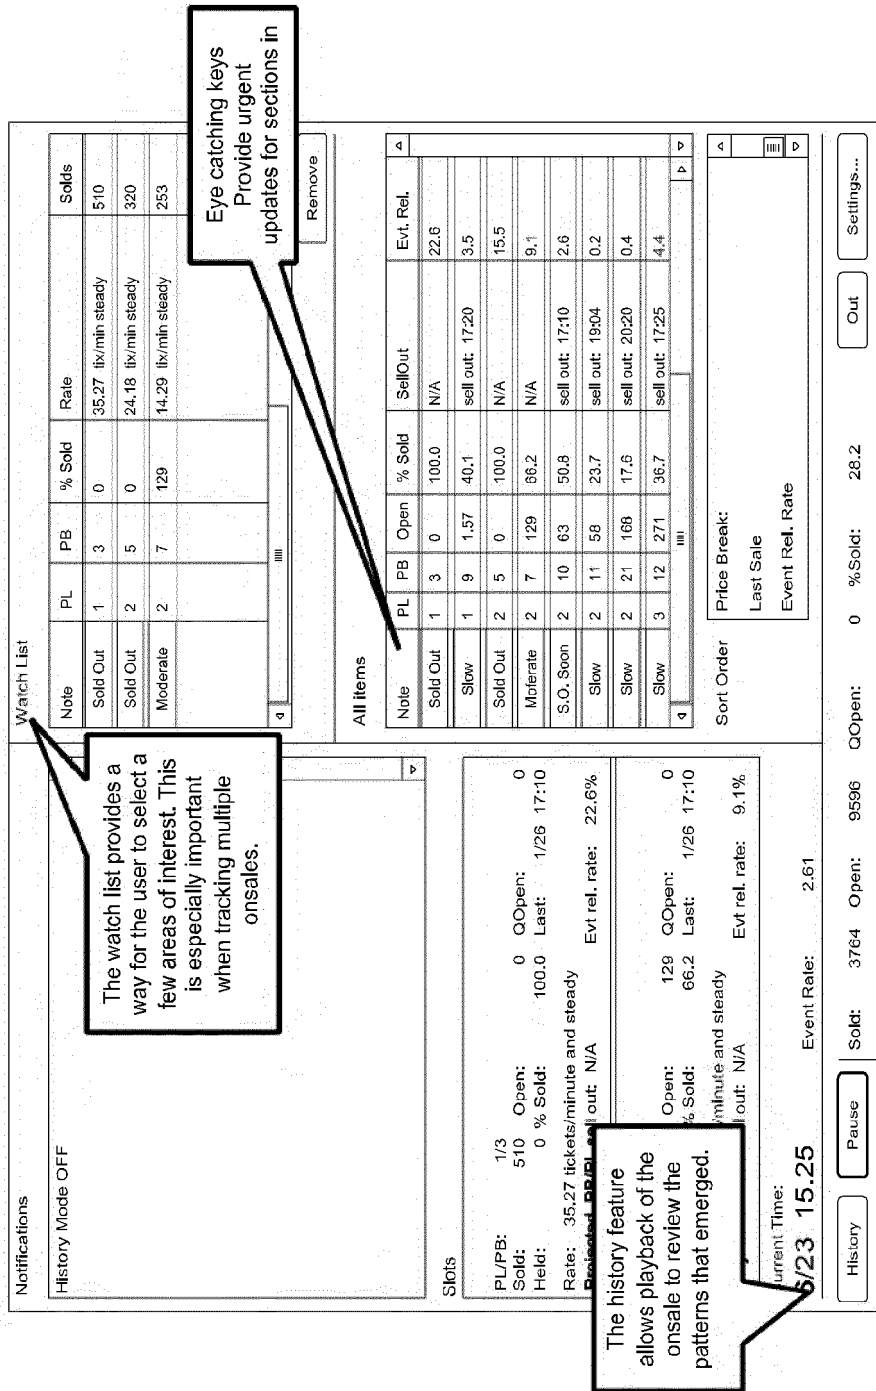 Notifications
History Mode OFF
The watch list provides a
way for the user to select a
few areas of interest. This
is especially important
when tracking multiple
onsales.
Slots
PL/PB: 1/3
Sold: 510 Open: 0 QOpen: 0
Held: 0 % Sold: 100.0 Last: 1/26 17:10
Rate: 35.27 tickets/minute and steady
out: N/A Evt rel. rate: 22.6%
Open: 129 QOpen: 0
% Sold: 66.2 Last: 1/26 17:10
/minute and steady
out: N/A Evt rel. rate: 9.1%
The history feature
allows playback of the
onsale to review the
patterns that emerged.
urrent Time:
6/23 15.25 Event Rate: 2.61
Watch List
Note PL PB % Sold Rate Solds
Sold Out 1 3 0 35.27 tix/min steady 510
Sold Out 2 5 0 24.18 tix/min steady 320
Moderate 2 7 129 14.29 tix/min steady 253
Remove
Eye catching keys
Provide urgent
updates for sections in
All items
Note PL PB Open % Sold SellOut Evt. Rel.
Sold Out 1 3 0 100.0 N/A 22.6
Slow 1 9 1.57 40.1 sell out: 17:20 3.5
Sold Out 2 5 0 100.0 N/A 15.5
Moferate 2 7 129 66.2 N/A 9.1
S.O. Soon 2 10 63 50.8 sell out: 17:10 2.6
Slow 2 11 58 23.7 sell out: 19:04 0.2
Slow 2 21 168 17.6 sell out: 20:20 0.4
Slow 3 12 271 36.7 sell out: 17:25 4.4
Sort Order
Price Break:
Last Sale
Event Rel. Rate
History Pause Sold: 3764 Open: 9596 QOpen: 0 %Sold: 28.2 Out Settings...